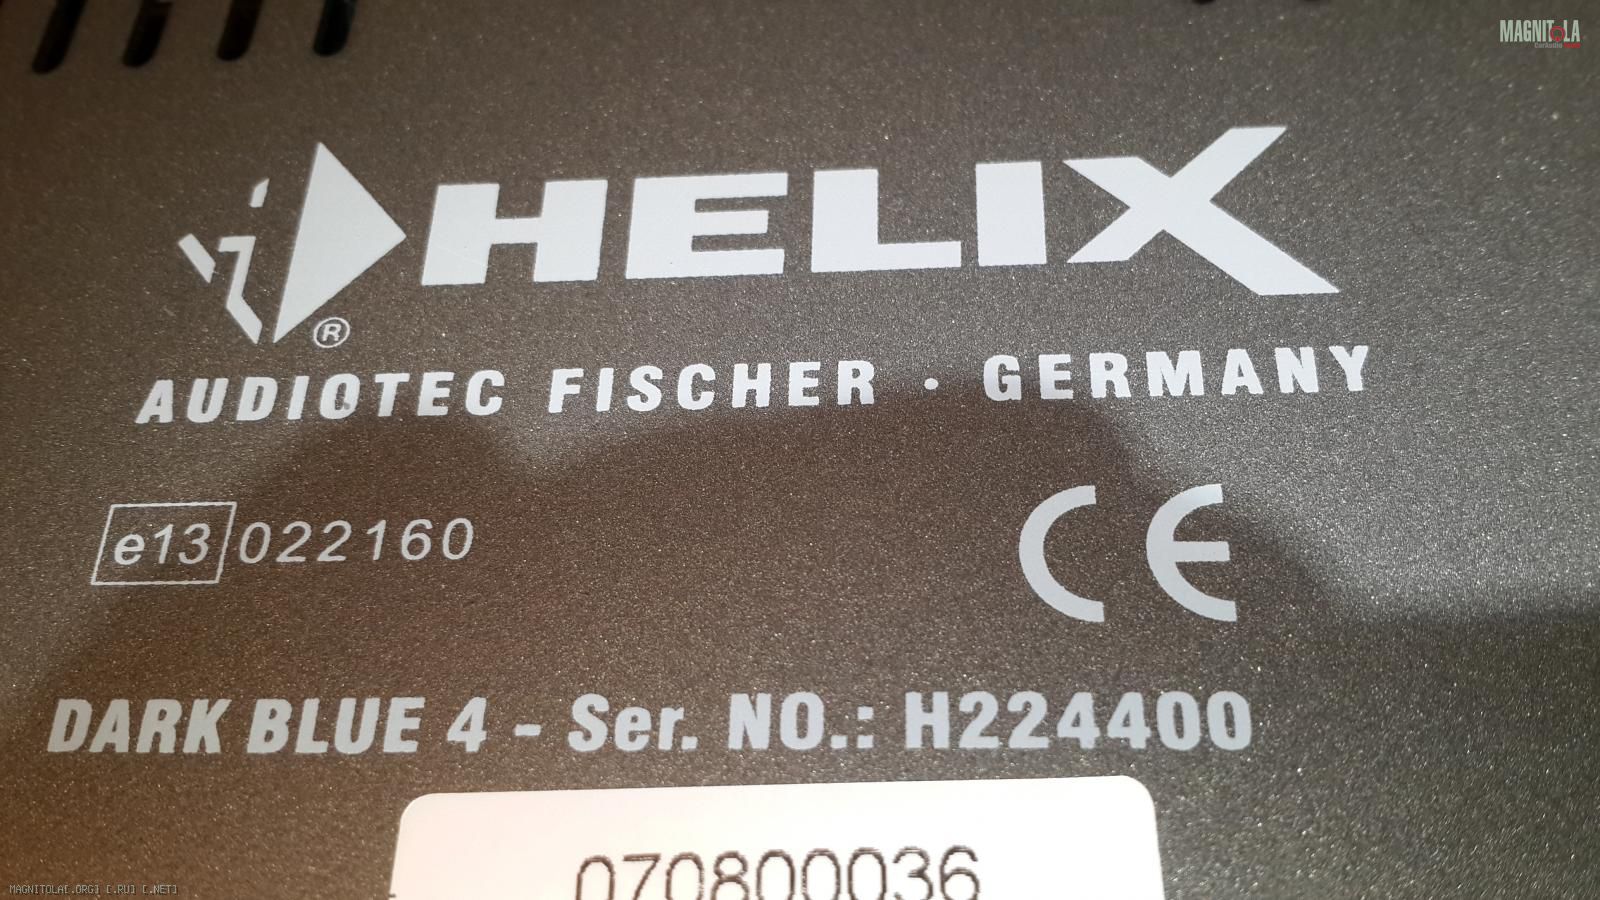 MAGNITOLA
HELIX
®
AUDIOTEC FISCHER · GERMANY
e13 022160
CE
DARK BLUE 4 - Ser. NO.: H224400
070800036
MAGNITOLA[.ORG] [.RU] [.NET]